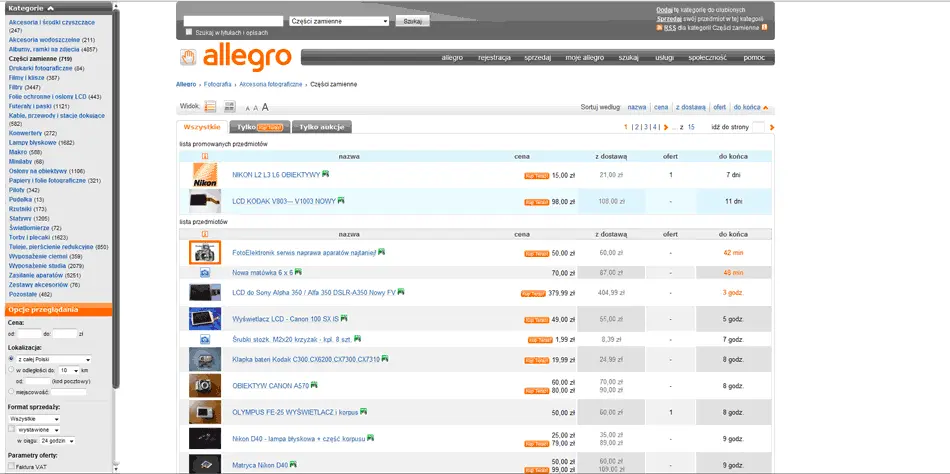 Kategorie
Akcesoria i środki czyszczące
(247)
Akcesoria wodoszczelne (211)
Albumy, ramki na zdjęcia (4057)
Części zamienne (719)
Drukarki fotograficzne (84)
Filmy i klisze (387)
Filtry (3447)
Folie ochronne i osłony LCD (443)
Futerały i paski (1121)
Kable, przewody i stacje dokujące
(582)
Konwertery (272)
Lampy błyskowe (1682)
Makro (568)
Minilaby (68)
Osłony na obiektywy (1106)
Papiery i folie fotograficzne (321)
Piloty (342)
Pudełka (13)
Rzutniki (173)
Statywy (1205)
Światłomierze (72)
Torby i plecaki (1623)
Tuleje, pierścienie redukcyjne (650)
Wyposażenie ciemni (359)
Wyposażenie studia (2079)
Zasilanie aparatów (5251)
Zestawy akcesoriów (76)
Pozostałe (462)
Opcje przeglądania
Cena:
od: do: zł
Lokalizacja:
z całej Polski
w odległości do: 10 km
od: (kod pocztowy)
miejscowość:
Format sprzedaży:
Wszystkie
wystawione
w ciągu: 24 godzin
Parametry oferty:
Faktura VAT
Części zamienne Szukaj
Szukaj w tytułach i opisach
Dodaj tę kategorię do ulubionych
Sprzedaj swój przedmiot w tej kategorii
RSS dla kategorii Części zamienne
allegro
allegro rejestracja sprzedaj moje allegro szukaj usługi społeczność pomoc
Allegro › Fotografia › Akcesoria fotograficzne › Części zamienne
Widok: A A A
Sortuj według: nazwa | cena | z dostawą | ofert | do końca
Wszystkie Tylko Kup Teraz! Tylko aukcje
1 | 2 | 3 | 4 | ... z 15 idź do strony
lista promowanych przedmiotów
nazwa cena z dostawą ofert do końca
Nikon NIKON L2 L3 L6 OBIEKTYWY Kup Teraz! 15,00 zł 21,00 zł 1 7 dni
LCD KODAK V803--- V1003 NOWY Kup Teraz! 98,00 zł 108,00 zł - 11 dni
lista przedmiotów
nazwa cena z dostawą ofert do końca
FotoElektronik serwis naprawa aparatów najtaniej! Kup Teraz! 50,00 zł 60,00 zł - 42 min
Nowa matówka 6 x 6 70,00 zł 87,00 zł - 48 min
LCD do Sony Alpha 350 / Alfa 350 DSLR-A350 Nowy FV Kup Teraz! 379,99 zł 404,99 zł - 3 godz.
Wyświetlacz LCD - Canon 100 SX IS Kup Teraz! 49,00 zł 55,00 zł - 5 godz.
Śrubki stożk. M2x20 krzyżak - kpl. 8 szt. Kup Teraz! 1,99 zł 8,39 zł - 7 godz.
Klapka baterii Kodak C300,CX6200,CX7300,CX7310 Kup Teraz! 19,99 zł 24,99 zł - 8 godz.
OBIEKTYW CANON A570 60,00 zł 70,00 zł - 8 godz.
Kup Teraz! 80,00 zł 90,00 zł
OLYMPUS FE-25 WYŚWIETLACZ i korpus 50,00 zł 60,00 zł 1 8 godz.
Nikon D40 - lampa błyskowa + część korpusu 25,00 zł 35,00 zł - 9 godz.
Kup Teraz! 79,00 zł 89,00 zł
Matryca Nikon D40 50,00 zł 60,00 zł - 9 godz.
Kup Teraz! 99,00 zł 109,00 zł